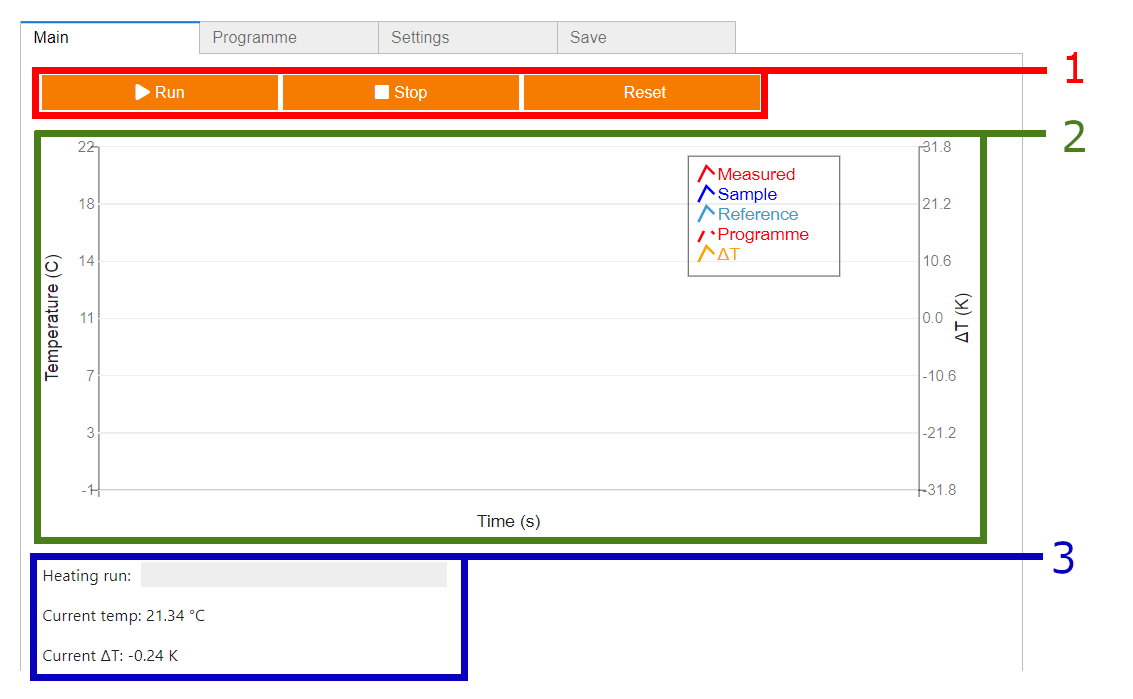 Main Programme Settings Save
1
Run Stop Reset
2
22 31.8
Measured
Sample
18 21.2
Reference
Programme
ΔT
14 10.6
Temperature (C)
11 0.0
ΔT (K)
7 -10.6
3 -21.2
-1 -31.8
Time (s)
3
Heating run:
Current temp: 21.34 °C
Current ΔT: -0.24 K